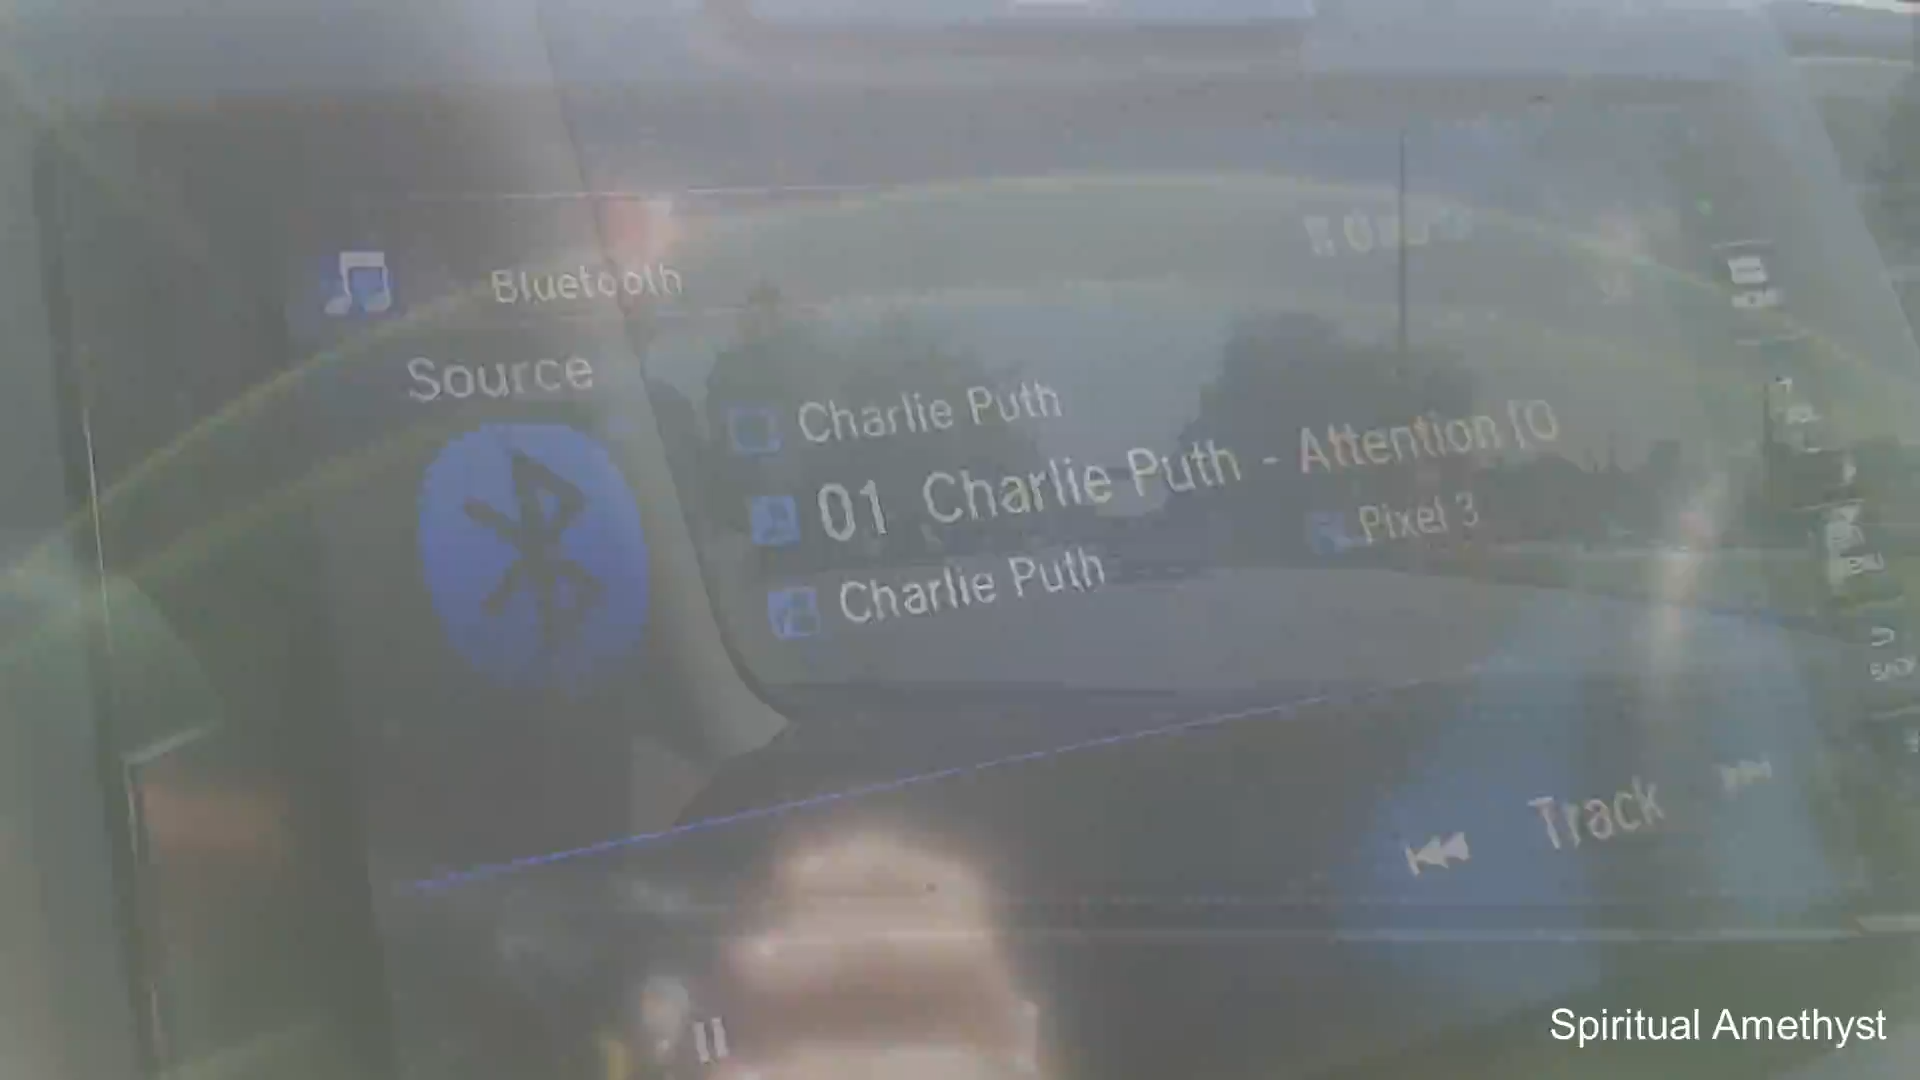 Bluetooth
Source
Charlie Puth
01 Charlie Puth - Attention [O
Pixel 3
Charlie Puth
Track
Spiritual Amethyst